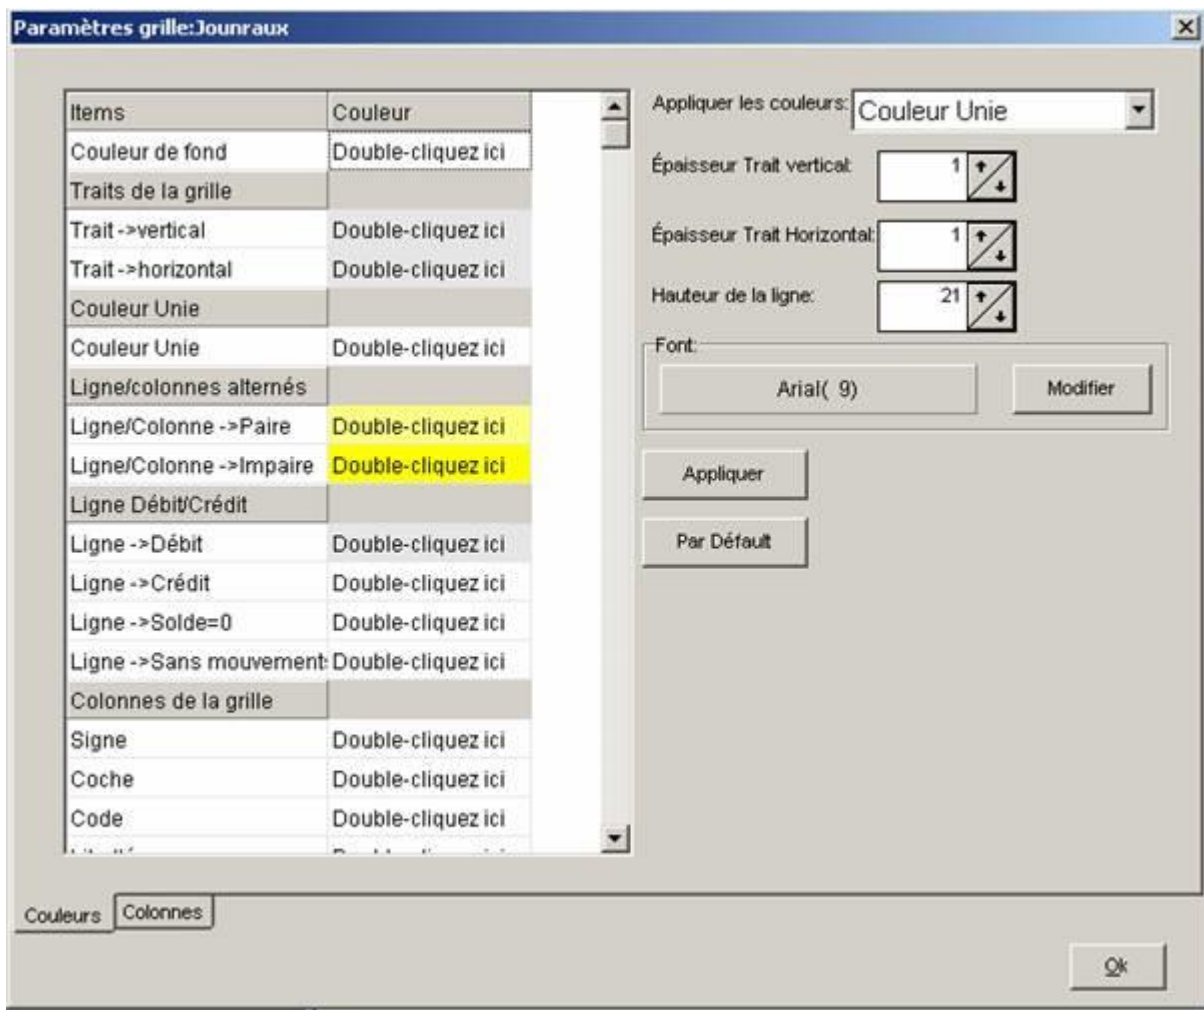 Paramètres grille:Jounraux
Items Couleur
Couleur de fond Double-cliquez ici
Traits de la grille
Trait ->vertical Double-cliquez ici
Trait ->horizontal Double-cliquez ici
Couleur Unie
Couleur Unie Double-cliquez ici
Ligne/colonnes alternés
Ligne/Colonne ->Paire Double-cliquez ici
Ligne/Colonne ->Impaire Double-cliquez ici
Ligne Débit/Crédit
Ligne ->Débit Double-cliquez ici
Ligne ->Crédit Double-cliquez ici
Ligne ->Solde=0 Double-cliquez ici
Ligne ->Sans mouvement Double-cliquez ici
Colonnes de la grille
Signe Double-cliquez ici
Coche Double-cliquez ici
Code Double-cliquez ici
Appliquer les couleurs: Couleur Unie
Épaisseur Trait vertical: 1
Épaisseur Trait Horizontal: 1
Hauteur de la ligne: 21
Font:
Arial( 9) Modifier
Appliquer
Par Défault
Couleurs Colonnes
Ok